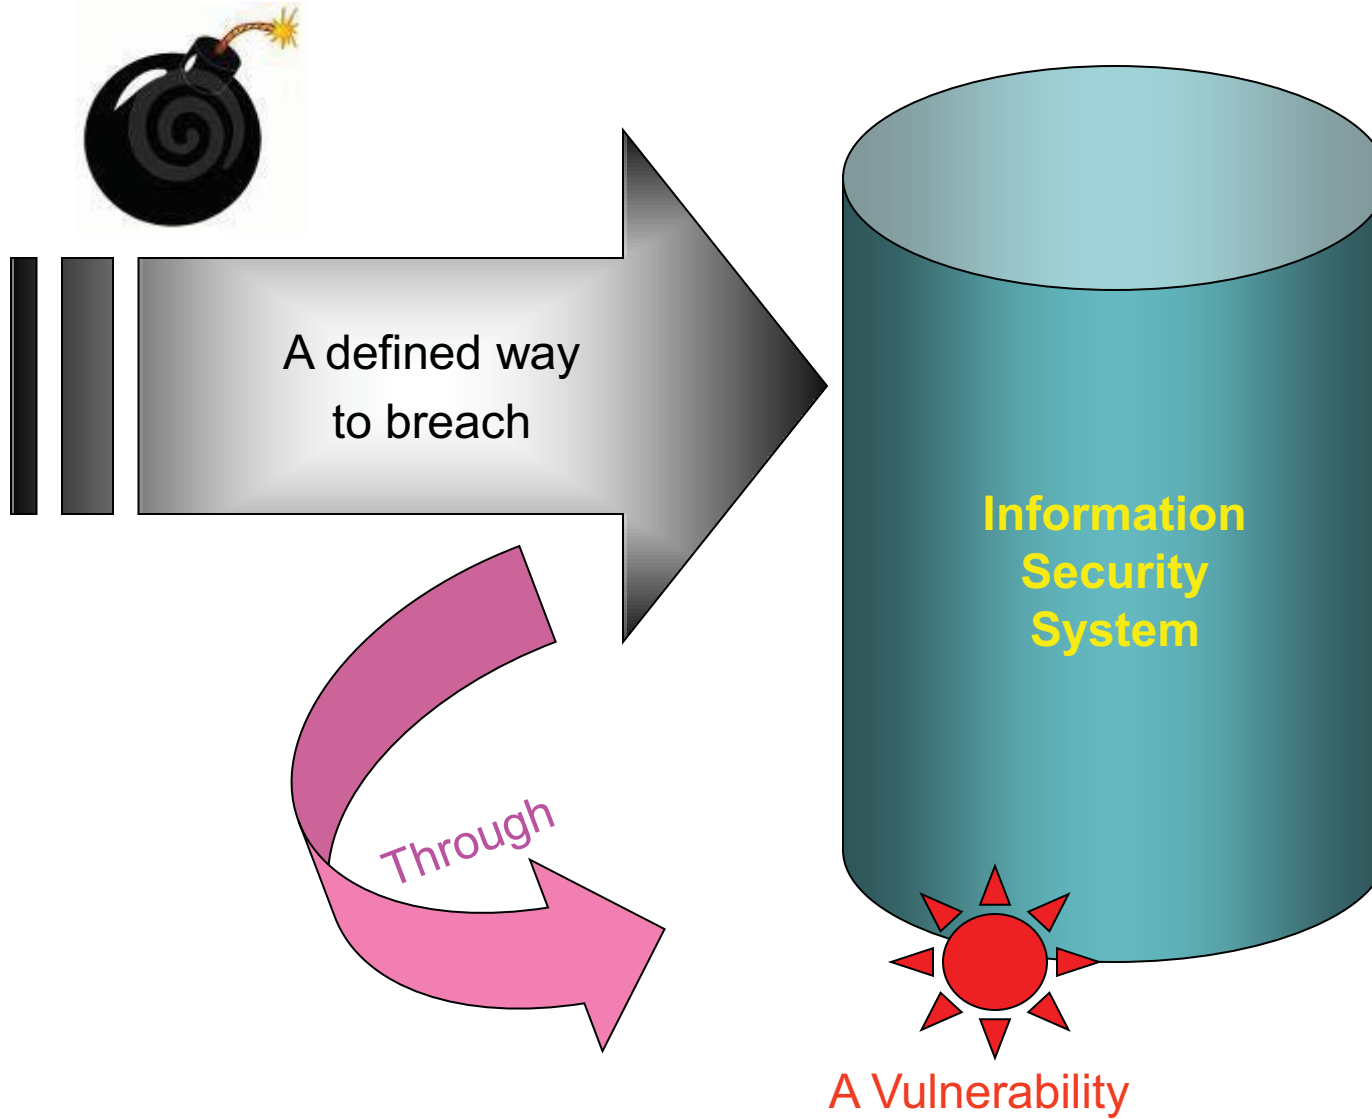 A defined way
to breach
Information
Security
System
Through
A Vulnerability